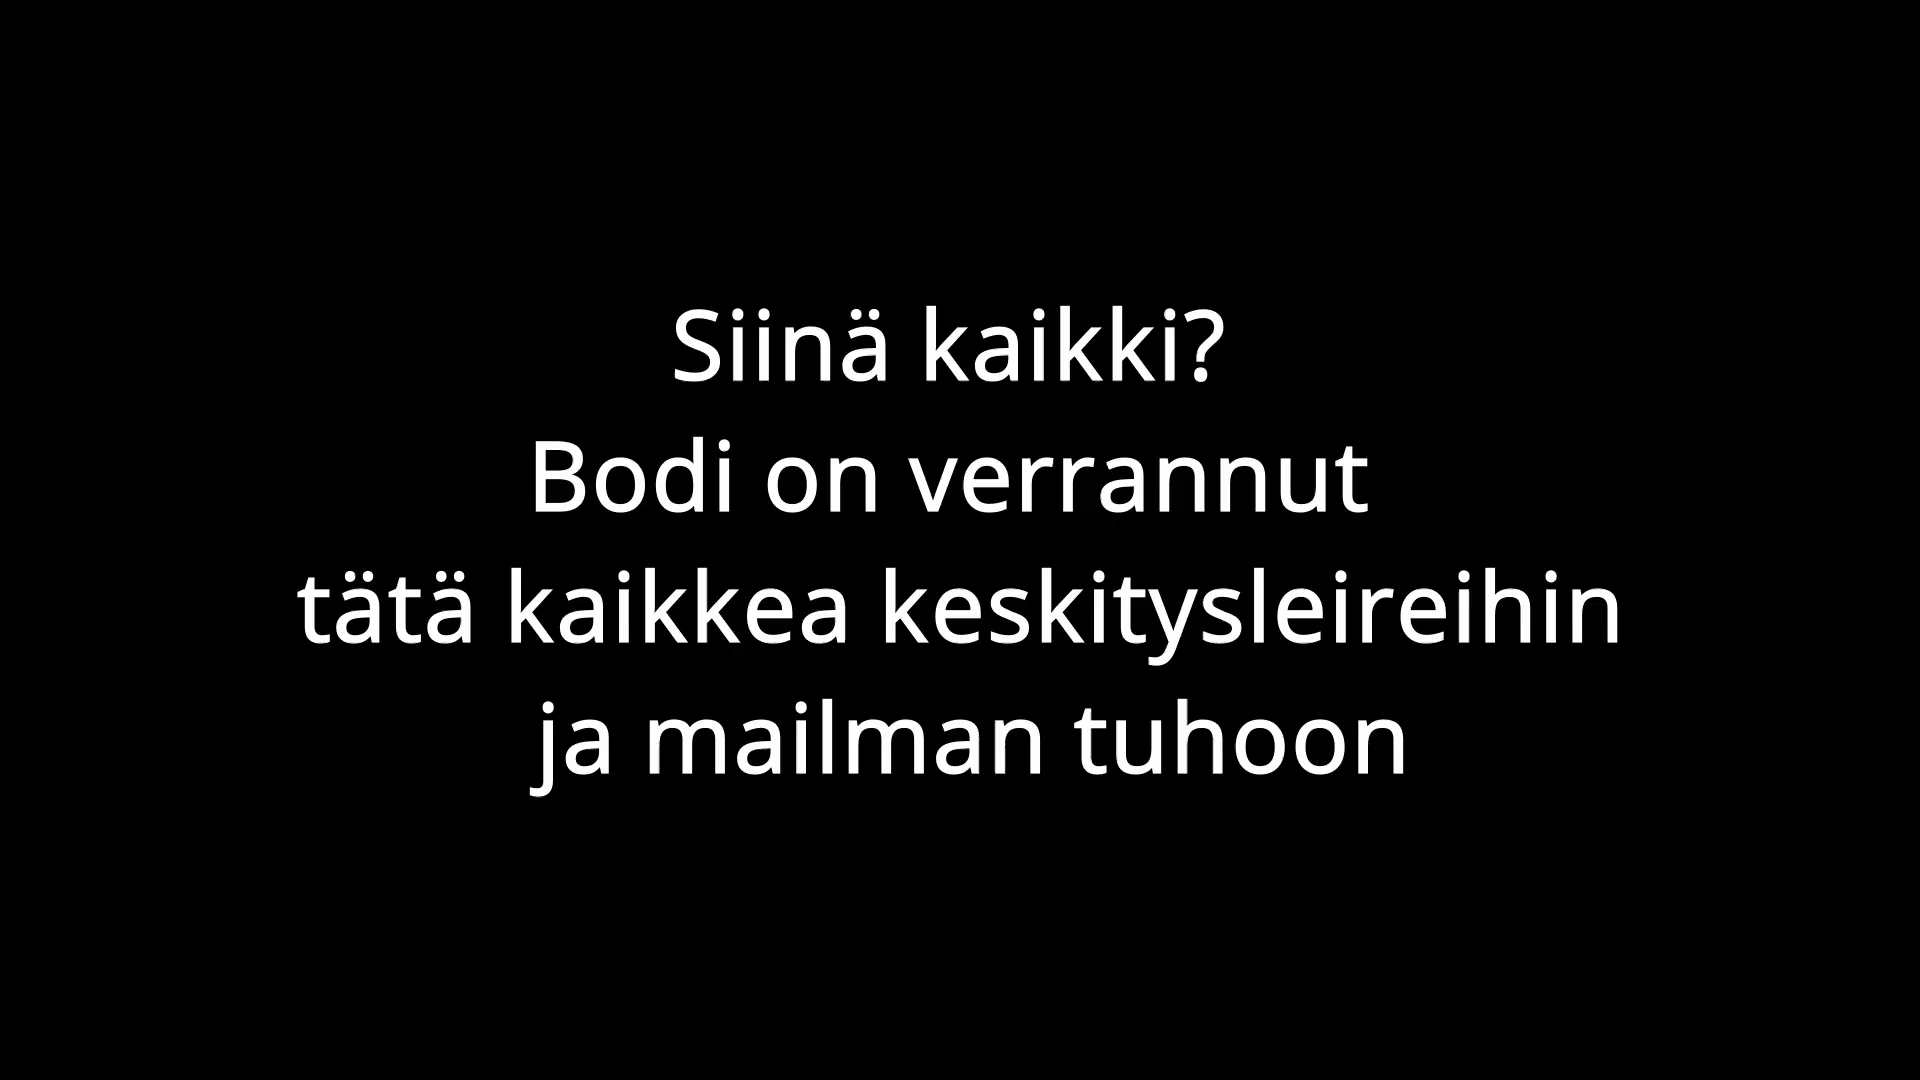 Siinä kaikki?
Bodi on verrannut
tätä kaikkea keskitysleireihin
ja mailman tuhoon